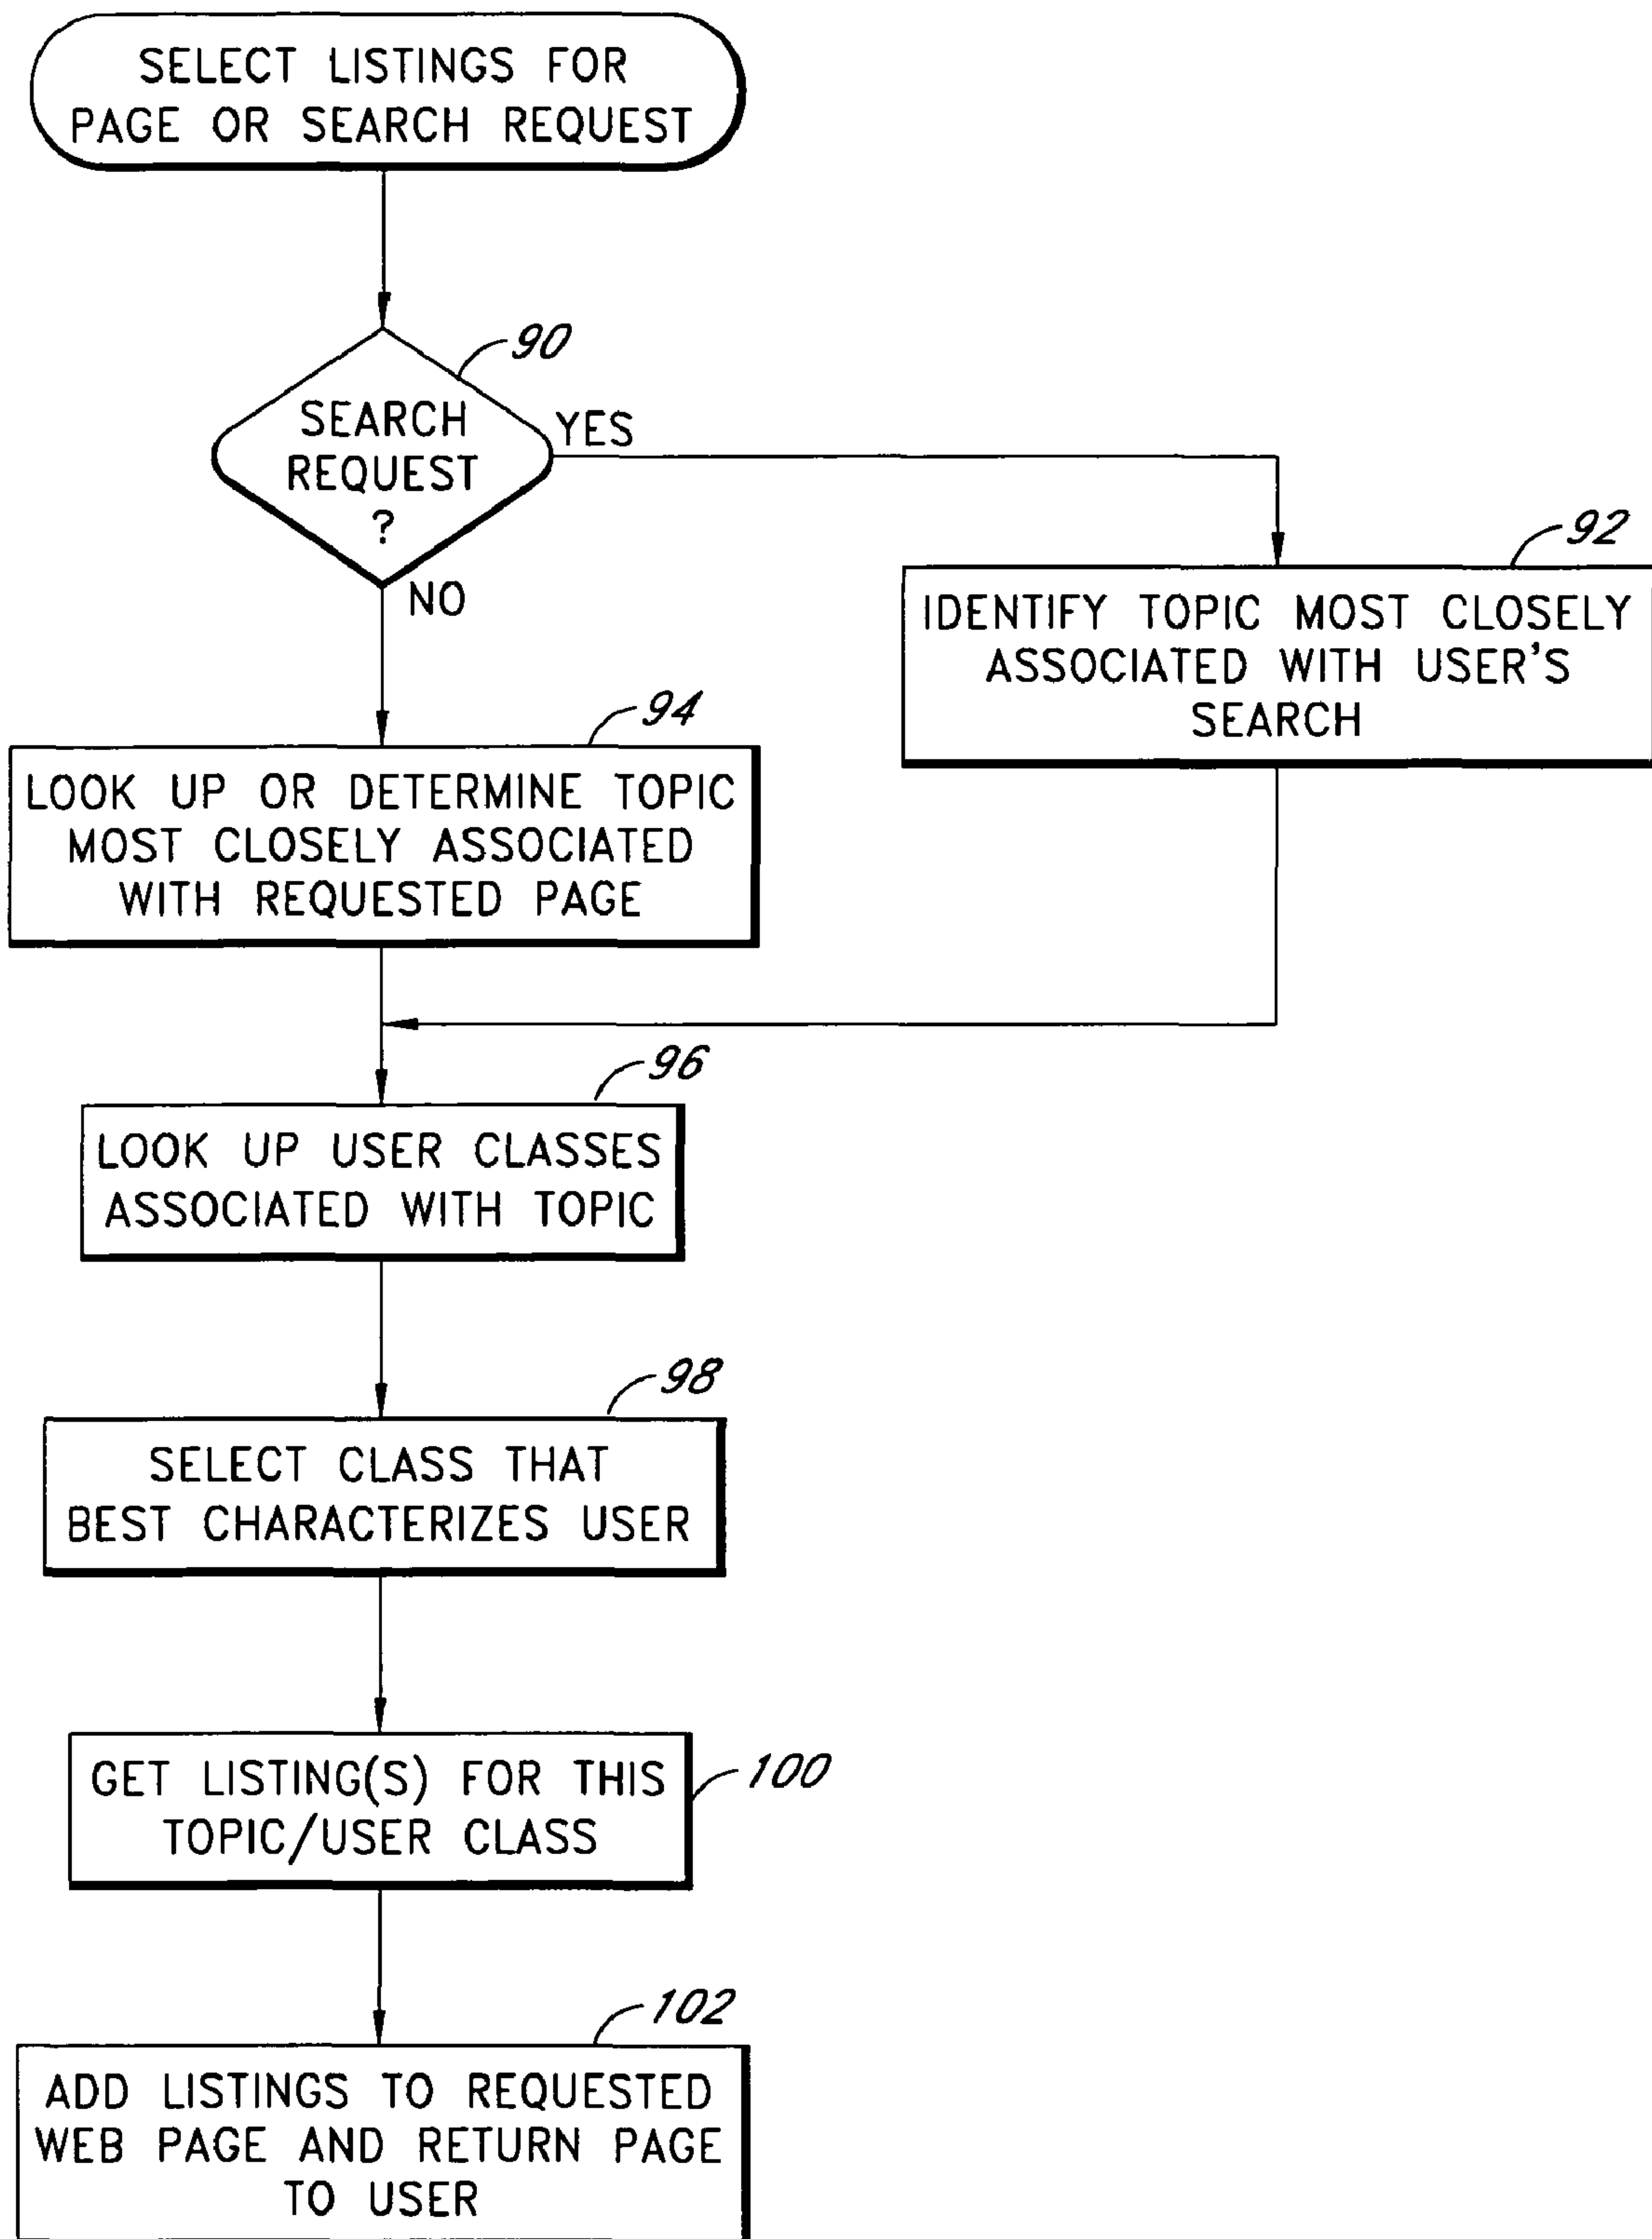 SELECT LISTINGS FOR
PAGE OR SEARCH REQUEST
90
SEARCH
REQUEST
?
YES
NO
92
IDENTIFY TOPIC MOST CLOSELY
ASSOCIATED WITH USER'S
SEARCH
94
LOOK UP OR DETERMINE TOPIC
MOST CLOSELY ASSOCIATED
WITH REQUESTED PAGE
96
LOOK UP USER CLASSES
ASSOCIATED WITH TOPIC
98
SELECT CLASS THAT
BEST CHARACTERIZES USER
100
GET LISTING(S) FOR THIS
TOPIC/USER CLASS
102
ADD LISTINGS TO REQUESTED
WEB PAGE AND RETURN PAGE
TO USER